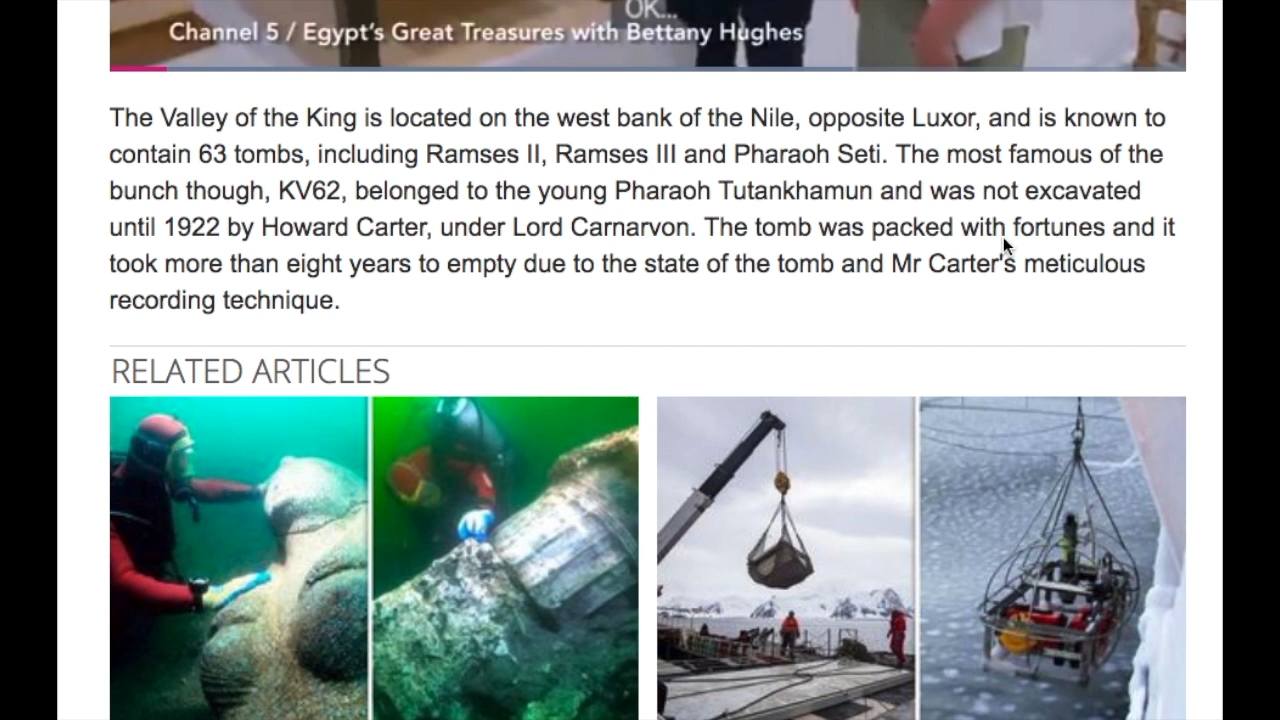 OK...
Channel 5 / Egypt's Great Treasures with Bettany Hughes
The Valley of the King is located on the west bank of the Nile, opposite Luxor, and is known to
contain 63 tombs, including Ramses II, Ramses III and Pharaoh Seti. The most famous of the
bunch though, KV62, belonged to the young Pharaoh Tutankhamun and was not excavated
until 1922 by Howard Carter, under Lord Carnarvon. The tomb was packed with fortunes and it
took more than eight years to empty due to the state of the tomb and Mr Carter's meticulous
recording technique.
RELATED ARTICLES